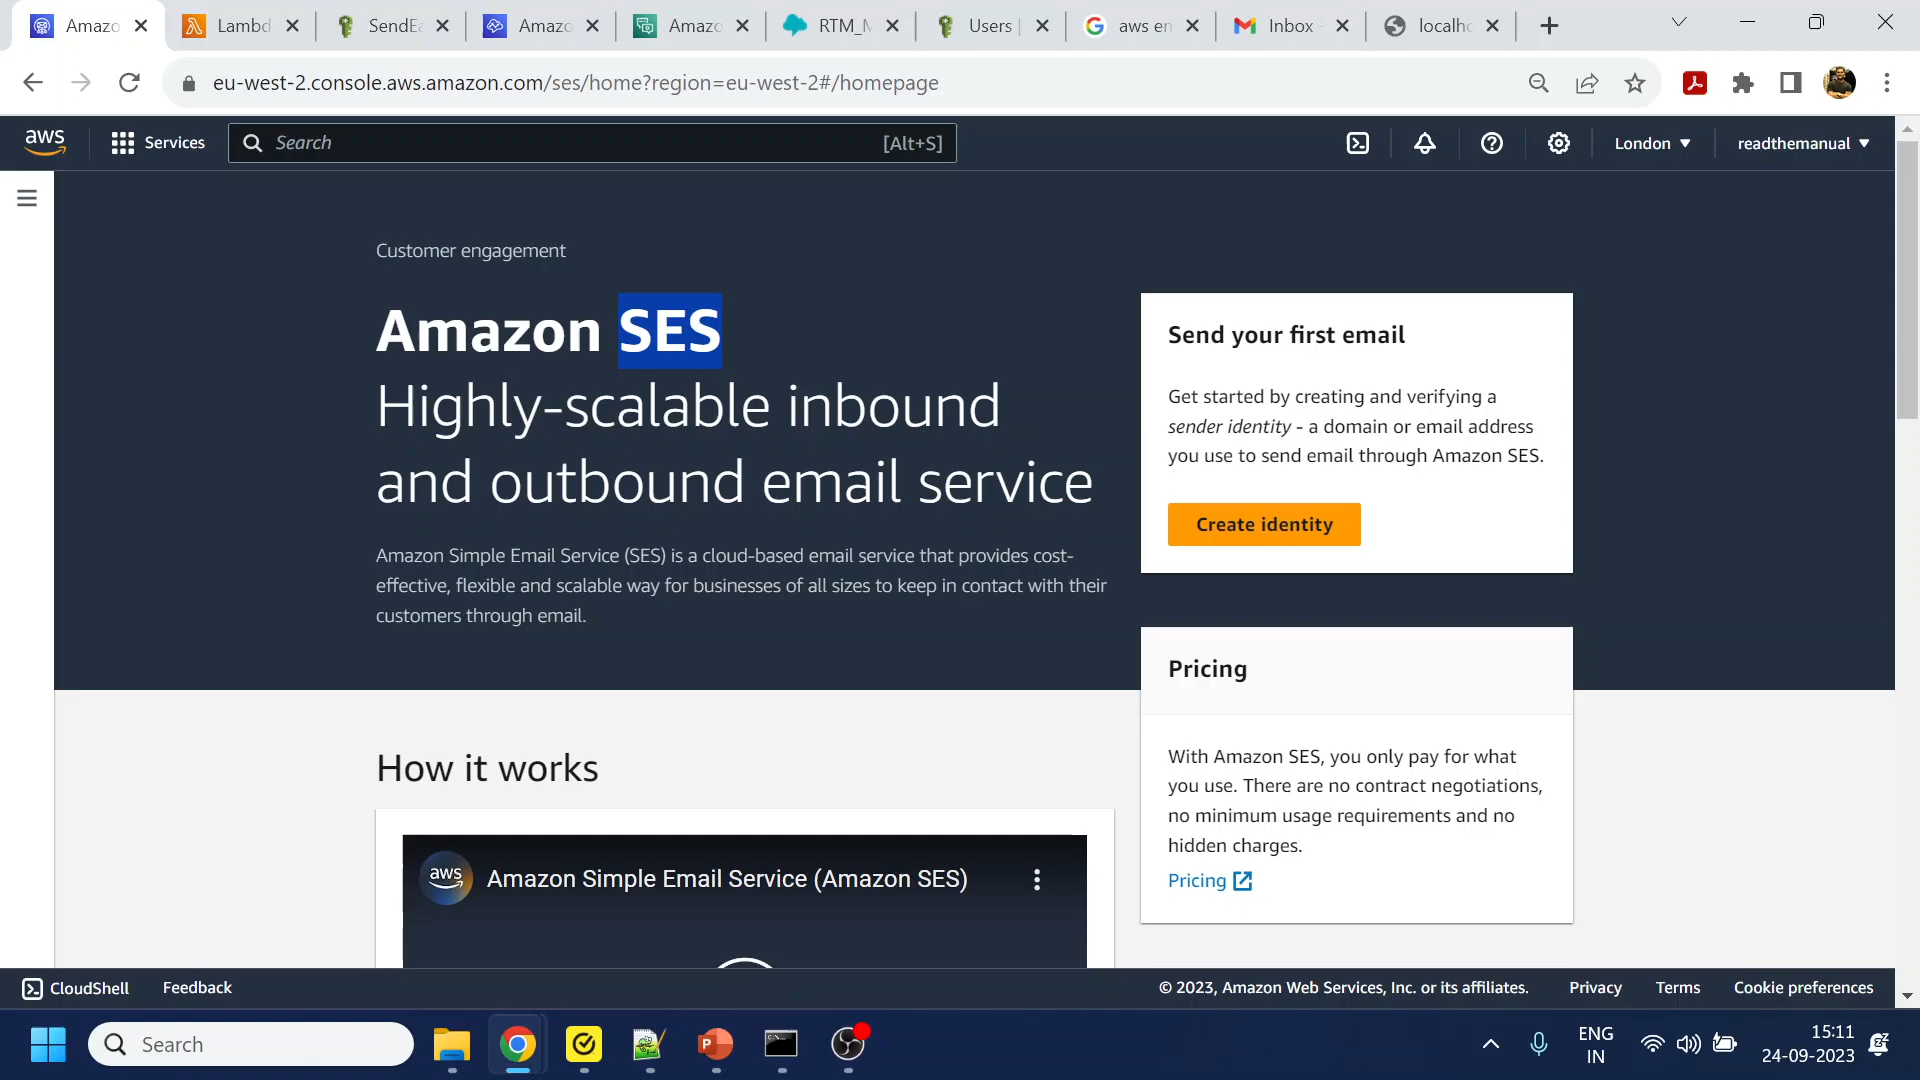 Amazo
Lambd
SendEa
Amazo
Amazo
RTM_M
Users |
aws en
Inbox -
localho
eu-west-2.console.aws.amazon.com/ses/home?region=eu-west-2#/homepage
aws
Services
Search
[Alt+S]
London
readthemanual
Customer engagement
Amazon SES
Highly-scalable inbound
and outbound email service
Amazon Simple Email Service (SES) is a cloud-based email service that provides cost-
effective, flexible and scalable way for businesses of all sizes to keep in contact with their
customers through email.
Send your first email
Get started by creating and verifying a
sender identity - a domain or email address
you use to send email through Amazon SES.
Create identity
Pricing
With Amazon SES, you only pay for what
you use. There are no contract negotiations,
no minimum usage requirements and no
hidden charges.
Pricing
How it works
aws
Amazon Simple Email Service (Amazon SES)
CloudShell
Feedback
© 2023, Amazon Web Services, Inc. or its affiliates.
Privacy
Terms
Cookie preferences
Search
ENG
IN
15:11
24-09-2023